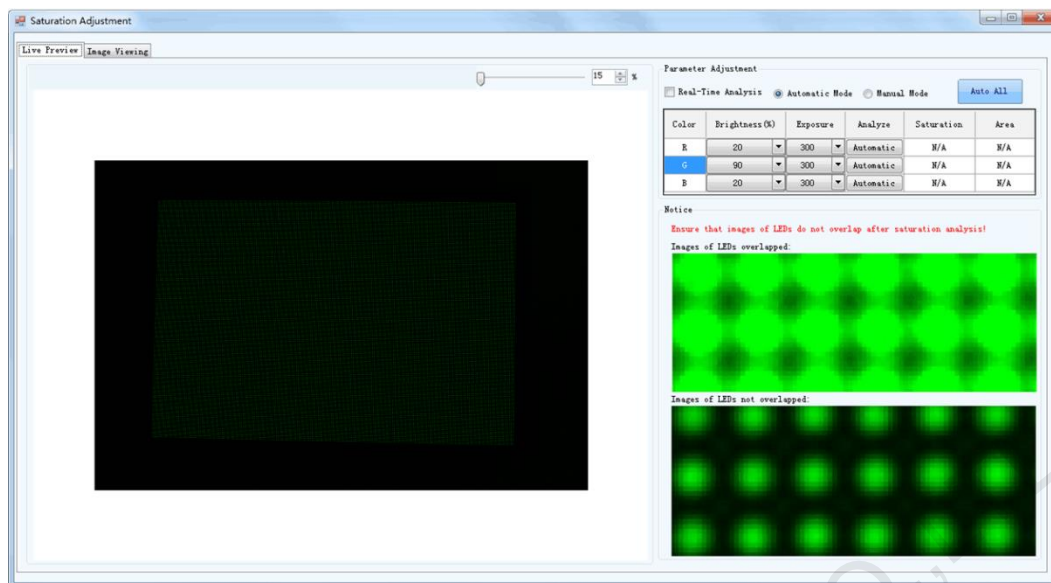 Saturation Adjustment
Live Preview Image Viewing
15 %
Parameter Adjustment
Real-Time Analysis Automatic Mode Manual Mode Auto All
Color Brightness(%) Exposure Analyze Saturation Area
R 20 300 Automatic N/A N/A
G 90 300 Automatic N/A N/A
B 20 300 Automatic N/A N/A
Notice
Ensure that images of LEDs do not overlap after saturation analysis!
Images of LEDs overlapped:
Images of LEDs not overlapped: